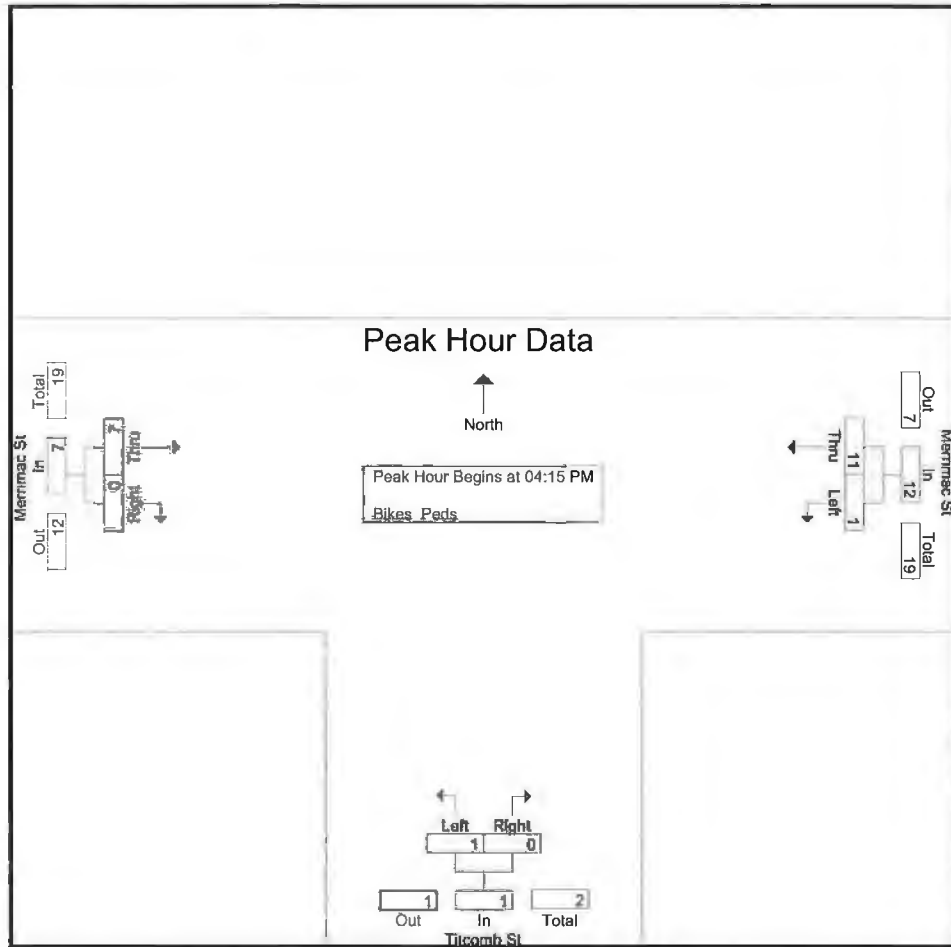 Peak Hour Data
North
Peak Hour Begins at 04:15 PM
Bikes Peds
Merrimac St
Total
19
In
7
Out
12
7
Thru
0
Right
Merrimac St
Out
7
In
12
Total
19
Thru
11
Left
1
Left
Right
1
0
1
1
2
Out
In
Total
Titcomb St